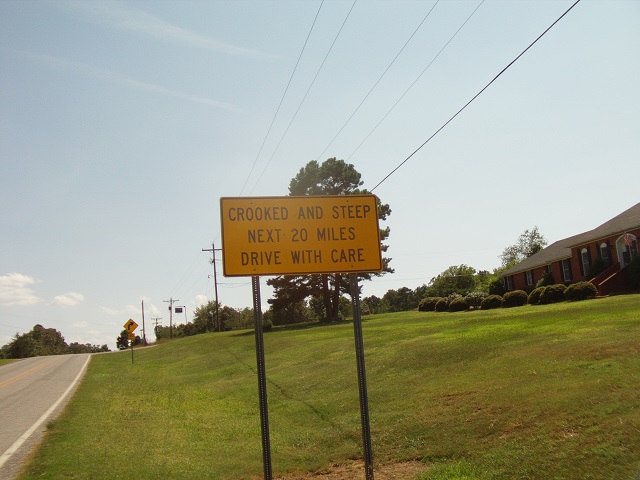 CROOKED AND STEEP
NEXT 20 MILES
DRIVE WITH CARE